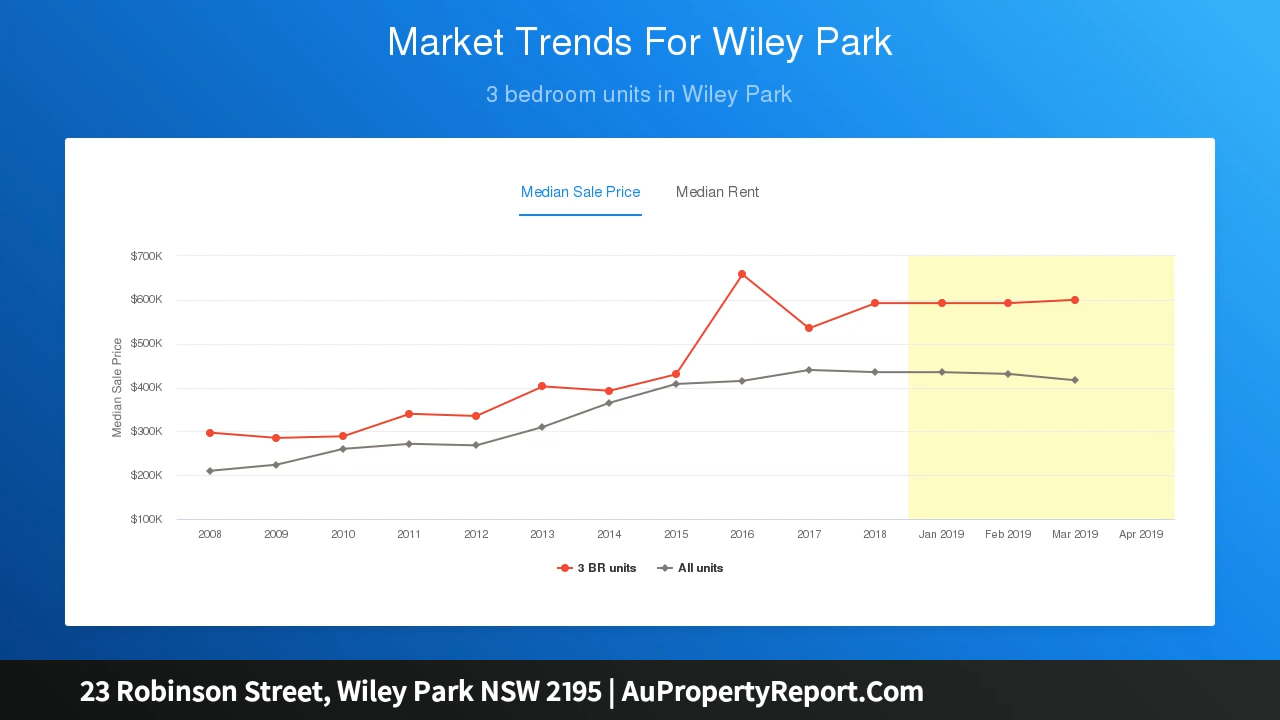 Market Trends For Wiley Park
3 bedroom units in Wiley Park
Median Sale Price
Median Rent
Median Sale Price
$700K
$600K
$500K
$400K
$300K
$200K
$100K
2008 2009 2010 2011 2012 2013 2014 2015 2016 2017 2018 Jan 2019 Feb 2019 Mar 2019 Apr 2019
3 BR units All units
23 Robinson Street, Wiley Park NSW 2195 | AuPropertyReport.Com